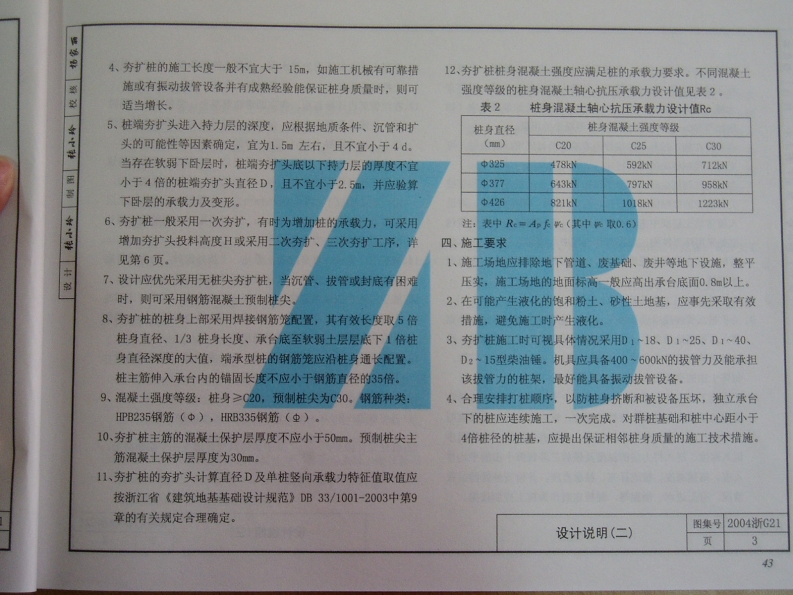 4、夯扩桩的施工长度一般不宜大于 15m，如施工机械有可靠措
施或有振动拔管设备并有成熟经验能保证桩身质量时，则可
适当增长。
5、桩端夯扩头进入持力层的深度，应根据地质条件、沉管和扩
头的可能性等因素确定，宜为1.5m 左右，且不宜小于4d。
当存在软弱下卧层时，桩端夯扩头底以下持力层的厚度不宜
小于4倍的桩端夯扩头直径D，且不宜小于2.5m，并应验算
下卧层的承载力及变形。
6、夯扩桩一般采用一次夯扩，有时为增加桩的承载力，可采用
增加夯扩头投料高度H或采用二次夯扩、三次夯扩工序，详
见第6页。
7、设计应优先采用无桩尖夯扩桩，当沉管、拔管或封底有困难
时，则可采用钢筋混凝土预制桩尖。
8、夯扩桩的桩身上部采用焊接钢筋笼配置，其有效长度取5倍
桩身直径、1/3 桩身长度、承台底至软弱土层层底下1倍桩
身直径深度的大值，端承型桩的钢筋笼应沿桩身通长配置。
桩主筋伸入承台内的锚固长度不应小于钢筋直径的35倍。
9、混凝土强度等级：桩身≥C20，预制桩尖为C30。钢筋种类：
HPB235钢筋（Φ），HRB335钢筋（Φ）。
10、夯扩桩主筋的混凝土保护层厚度不应小于50mm。预制桩尖主
筋混凝土保护层厚度为30mm。
11、夯扩桩的夯扩头计算直径D及单桩竖向承载力特征值取值应
按浙江省《建筑地基基础设计规范》DB 33/1001-2003中第9
章的有关规定合理确定。
12、夯扩桩桩身混凝土强度应满足桩的承载力要求。不同混凝土
强度等级的桩身混凝土轴心抗压承载力设计值见表2。
表2 桩身混凝土轴心抗压承载力设计值Rc
桩身直径（mm） 桩身混凝土强度等级
C20 C25 C30
Φ325 478kN 592kN 712kN
Φ377 643kN 797kN 958kN
Φ426 821kN 1018kN 1223kN
注：表中 Rc=Ap fc ψc（其中 ψc 取0.6）
四、施工要求
1、施工场地应排除地下管道、废基础、废井等地下设施，整平
压实，施工场地的地面标高一般应高出承台底面0.8m以上。
2、在可能产生液化的饱和粉土、砂性土地基，应事先采取有效
措施，避免施工时产生液化。
3、夯扩桩施工时可视具体情况采用D1~18、D1~25、D1~40、
D2~15型柴油锤。机具应具备400～600kN的拔管力及能承担
该拔管力的桩架，最好能具备振动拔管设备。
4、合理安排打桩顺序，以防桩身挤断和被设备压坏，独立承台
下的桩应连续施工，一次完成。对群桩基础和桩中心距小于
4倍桩径的桩基，应提出保证相邻桩身质量的施工技术措施。
设计说明(二)
图集号 2004浙G21
页 3
43
校核
制图
设计